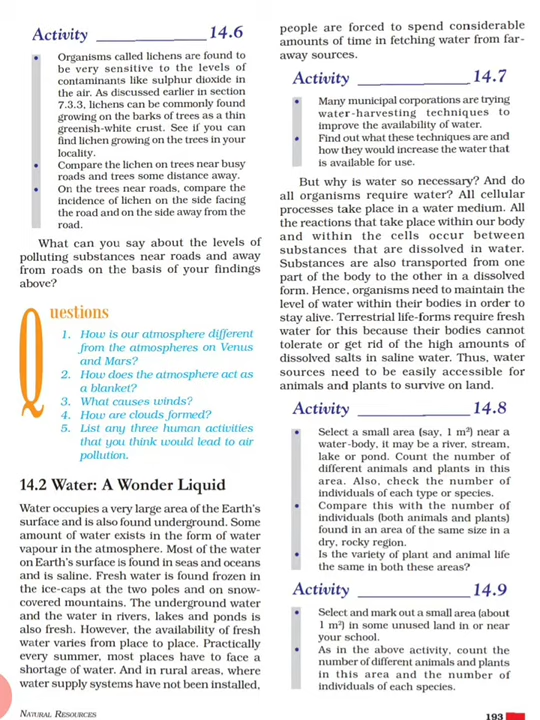 Activity ______________ 14.6
• Organisms called lichens are found to
be very sensitive to the levels of
contaminants like sulphur dioxide in
the air. As discussed earlier in section
7.3.3, lichens can be commonly found
growing on the barks of trees as a thin
greenish-white crust. See if you can
find lichen growing on the trees in your
locality.
• Compare the lichen on trees near busy
roads and trees some distance away.
• On the trees near roads, compare the
incidence of lichen on the side facing
the road and on the side away from the
road.
What can you say about the levels of
polluting substances near roads and away
from roads on the basis of your findings
above?
Questions
1. How is our atmosphere different
from the atmospheres on Venus
and Mars?
2. How does the atmosphere act as
a blanket?
3. What causes winds?
4. How are clouds formed?
5. List any three human activities
that you think would lead to air
pollution.
14.2 Water: A Wonder Liquid
Water occupies a very large area of the Earth's
surface and is also found underground. Some
amount of water exists in the form of water
vapour in the atmosphere. Most of the water
on Earth's surface is found in seas and oceans
and is saline. Fresh water is found frozen in
the ice-caps at the two poles and on snow-
covered mountains. The underground water
and the water in rivers, lakes and ponds is
also fresh. However, the availability of fresh
water varies from place to place. Practically
every summer, most places have to face a
shortage of water. And in rural areas, where
water supply systems have not been installed,
people are forced to spend considerable
amounts of time in fetching water from far-
away sources.
Activity ______________ 14.7
• Many municipal corporations are trying
water-harvesting techniques to
improve the availability of water.
• Find out what these techniques are and
how they would increase the water that
is available for use.
But why is water so necessary? And do
all organisms require water? All cellular
processes take place in a water medium. All
the reactions that take place within our body
and within the cells occur between
substances that are dissolved in water.
Substances are also transported from one
part of the body to the other in a dissolved
form. Hence, organisms need to maintain the
level of water within their bodies in order to
stay alive. Terrestrial life-forms require fresh
water for this because their bodies cannot
tolerate or get rid of the high amounts of
dissolved salts in saline water. Thus, water
sources need to be easily accessible for
animals and plants to survive on land.
Activity ______________ 14.8
• Select a small area (say, 1 m²) near a
water-body, it may be a river, stream,
lake or pond. Count the number of
different animals and plants in this
area. Also, check the number of
individuals of each type or species.
• Compare this with the number of
individuals (both animals and plants)
found in an area of the same size in a
dry, rocky region.
• Is the variety of plant and animal life
the same in both these areas?
Activity ______________ 14.9
• Select and mark out a small area (about
1 m²) in some unused land in or near
your school.
• As in the above activity, count the
number of different animals and plants
in this area and the number of
individuals of each species.
NATURAL RESOURCES
193